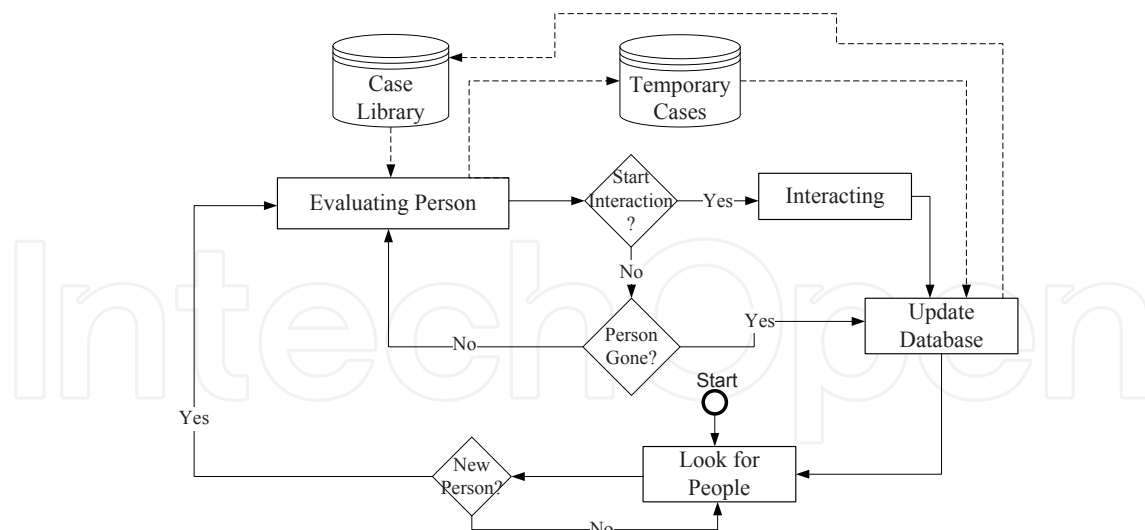 Case
Library
Temporary
Cases
Evaluating Person
Start
Interaction
?
Yes
Interacting
No
Person
Gone?
No
Yes
Update
Database
Start
Look for
People
New
Person?
Yes
No
IntechOpen